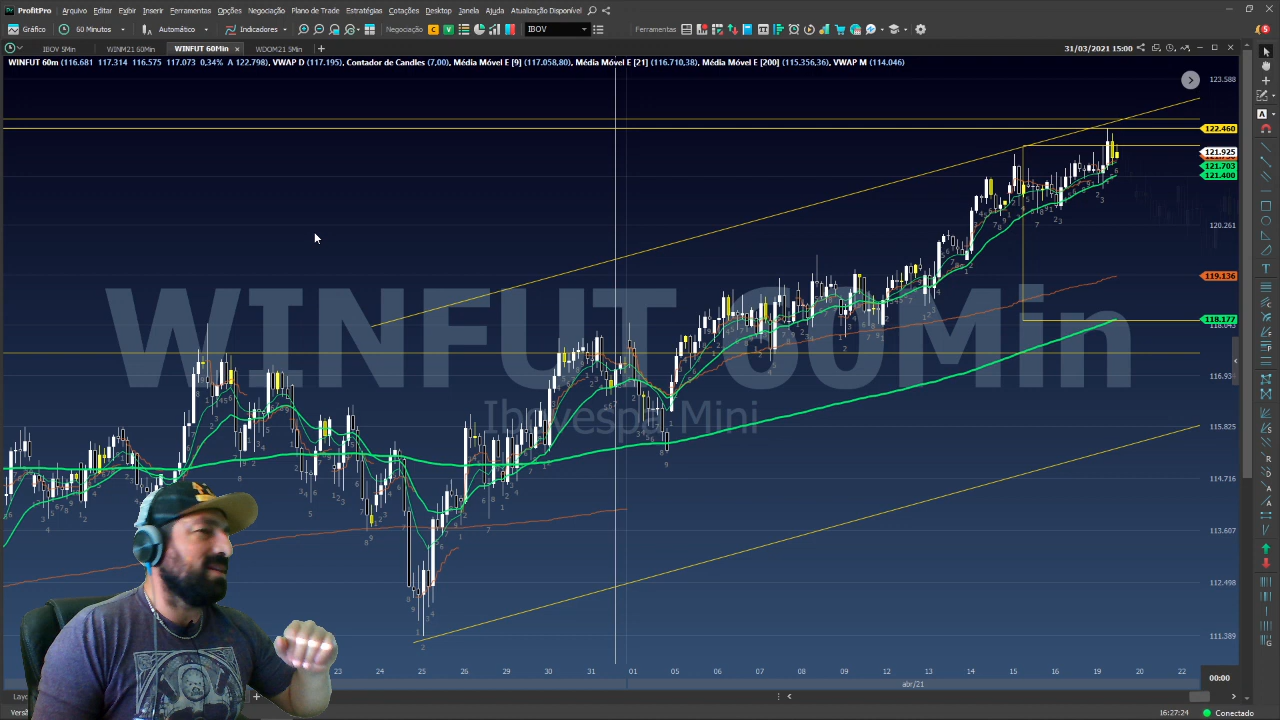 ProfitPro
Arquivo Zoom Editar Exibir Inserir Ferramentas Opções Negociação Plano de Trade Estratégias Cotações Desktop Janela Ajuda Atualização Disponível
Gráfico 60 Minutos Automático Indicadores Negociação C V IBOV Ferramentas 5
IBOV 5Min WINM21 60Min WINFUT 60Min × WDOM21 5Min + 31/03/2021 15:00
WINFUT 60m (116.681 117.314 116.575 117.073 0,34% A 122.798), VWAP D (117.195), Contador de Candles (7,00), Média Móvel E [9] (117.058,80), Média Móvel E [21] (116.710,38), Média Móvel E [200] (115.356,36), VWAP M (114.046)
123.588
122.460
121.925
121.703
121.400
120.261
119.136
118.177
118.043
116.934
115.825
114.716
113.607
112.498
111.389
WINFUT 60Min
Ibovespa Mini
23 24 25 26 29 30 31 01 05 06 07 08 09 12 13 14 15 16 19 20 22
00:00
abr/21
Layo
Versi
16:27:24 Conectado